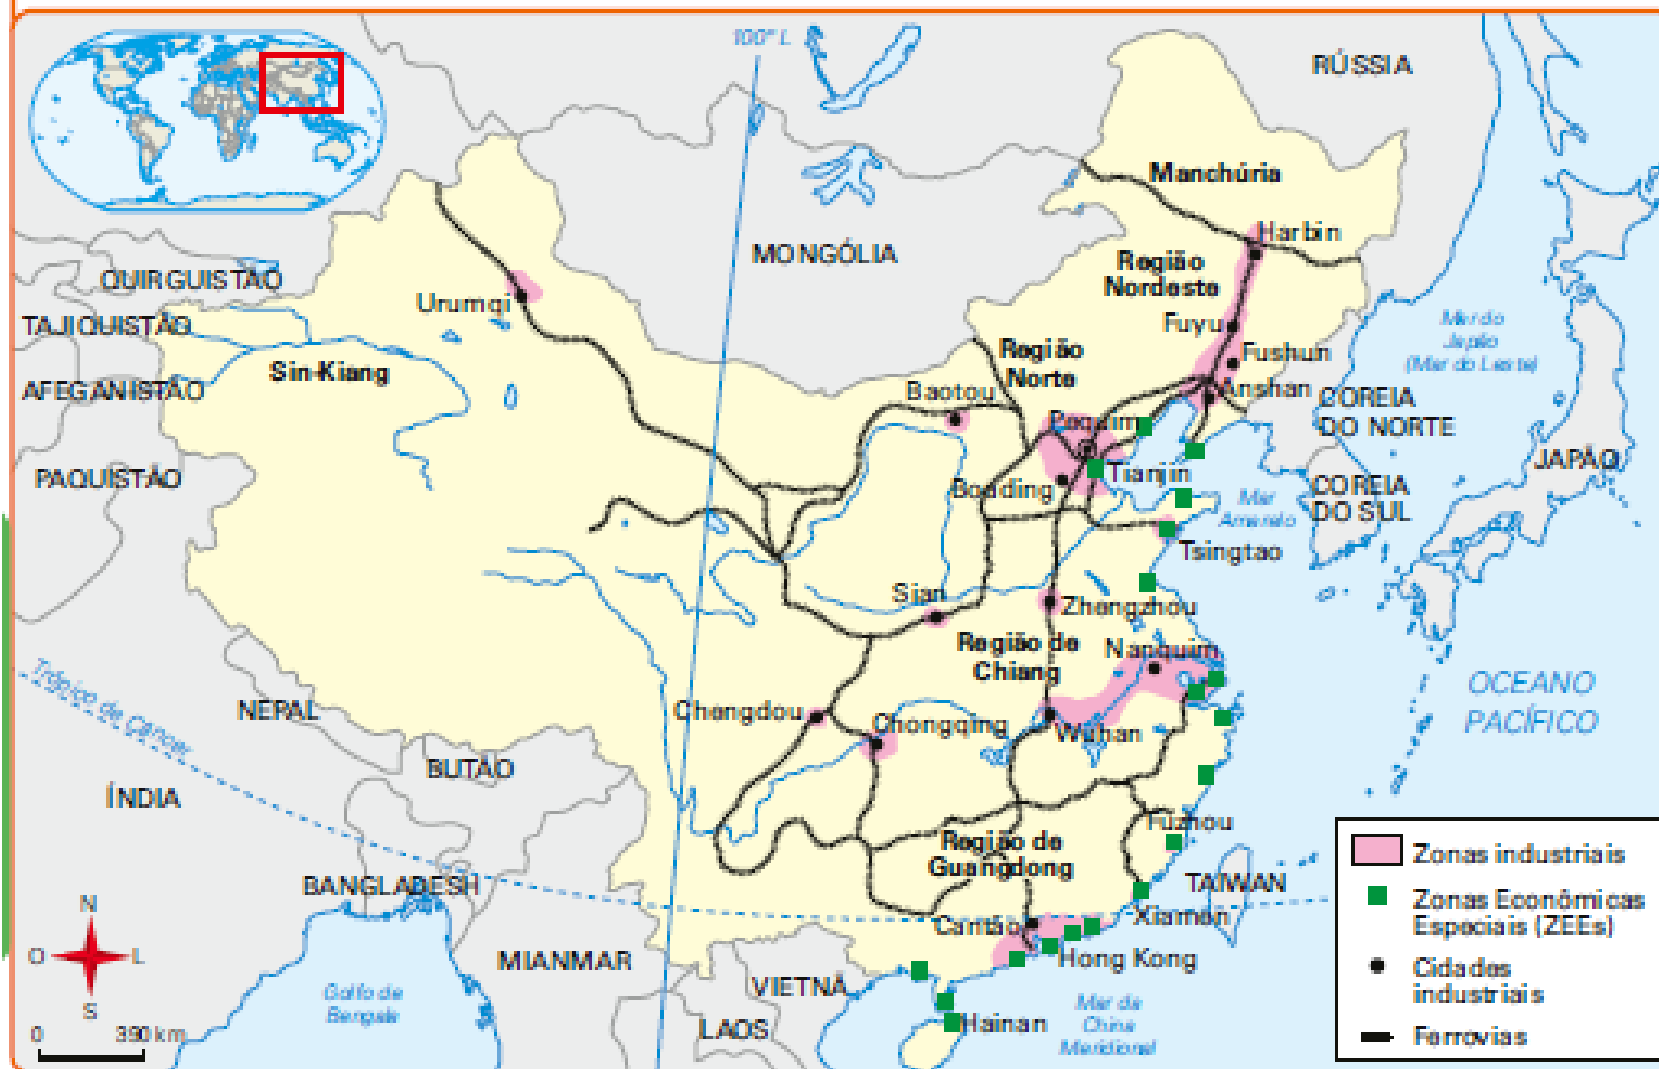 100° L
RÚSSIA
Manchúria
Harbin
MONGÓLIA
Região
Nordeste
QUIRGUISTÃO
Urumqi
TAJIQUISTÃO
Fuyu
Mar do
Japão
(Mar do Leste)
Sin-Kiang
Região
Norte
Fushun
AFEGANISTÃO
Baotou
Anshan
COREIA
DO NORTE
Pequim
JAPÃO
PAQUISTÃO
Tianjin
Baoding
COREIA
DO SUL
Mar
Amarelo
Tsingtao
Sian
Zhengzhou
Região de
Chiang
Nanquim
Trópico de Câncer
OCEANO
PACÍFICO
NEPAL
Chengdou
Chongqing
Wuhan
BUTÃO
ÍNDIA
Fuzhou
Região de
Guangdong
BANGLADESH
TAIWAN
Xiamen
Cantão
MIANMAR
Hong Kong
VIETNÃ
Golfo de
Bengala
Mar da
China
Meridional
LAOS
Hainan
N
O
L
S
0
390 km
Zonas industriais
Zonas Econômicas
Especiais (ZEEs)
Cidades
industriais
Ferrovias